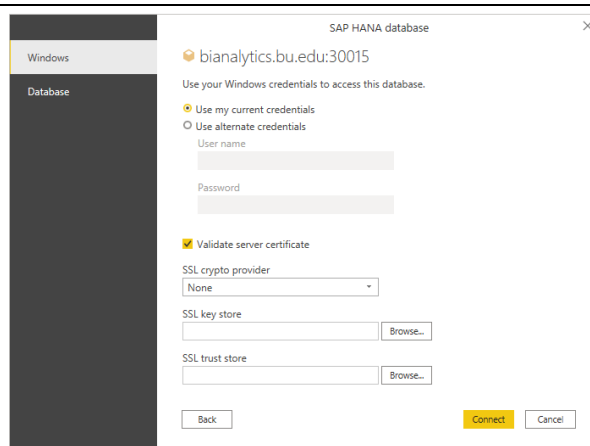 SAP HANA database
Windows
Database
bianalytics.bu.edu:30015
Use your Windows credentials to access this database.
Use my current credentials
Use alternate credentials
User name
Password
Validate server certificate
SSL crypto provider
None
SSL key store
Browse...
SSL trust store
Browse...
Back
Connect
Cancel